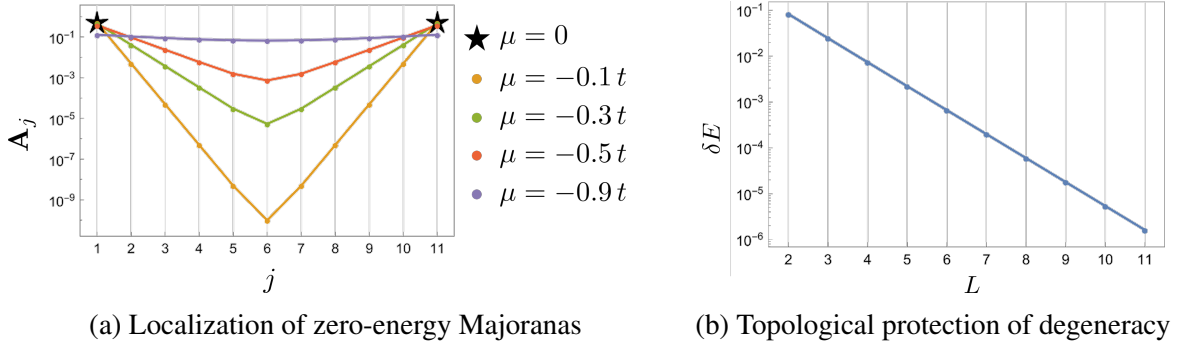 10⁻¹
10⁻³
10⁻⁵
10⁻⁷
10⁻⁹
A_j
1 2 3 4 5 6 7 8 9 10 11
j
★ μ = 0
μ = −0.1 t
μ = −0.3 t
μ = −0.5 t
μ = −0.9 t
(a) Localization of zero-energy Majoranas
10⁻¹
10⁻²
10⁻³
10⁻⁴
10⁻⁵
10⁻⁶
δE
2 3 4 5 6 7 8 9 10 11
L
(b) Topological protection of degeneracy